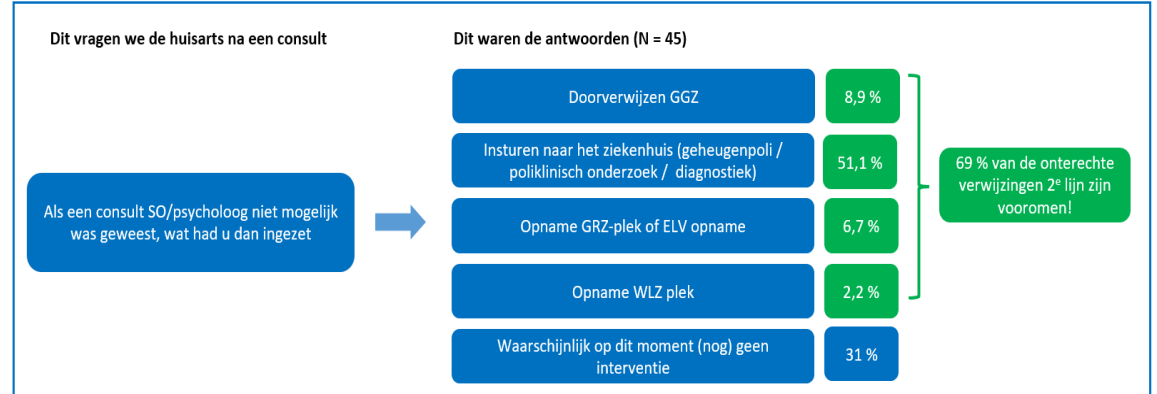 Dit vragen we de huisarts na een consult
Dit waren de antwoorden (N = 45)
Als een consult SO/psycholoog niet mogelijk
was geweest, wat had u dan ingezet
Doorverwijzen GGZ
8,9 %
Insturen naar het ziekenhuis (geheugenpoli /
poliklinisch onderzoek / diagnostiek)
51,1 %
Opname GRZ-plek of ELV opname
6,7 %
Opname WLZ plek
2,2 %
Waarschijnlijk op dit moment (nog) geen
interventie
31 %
69 % van de onterechte
verwijzingen 2e lijn zijn
vooromen!